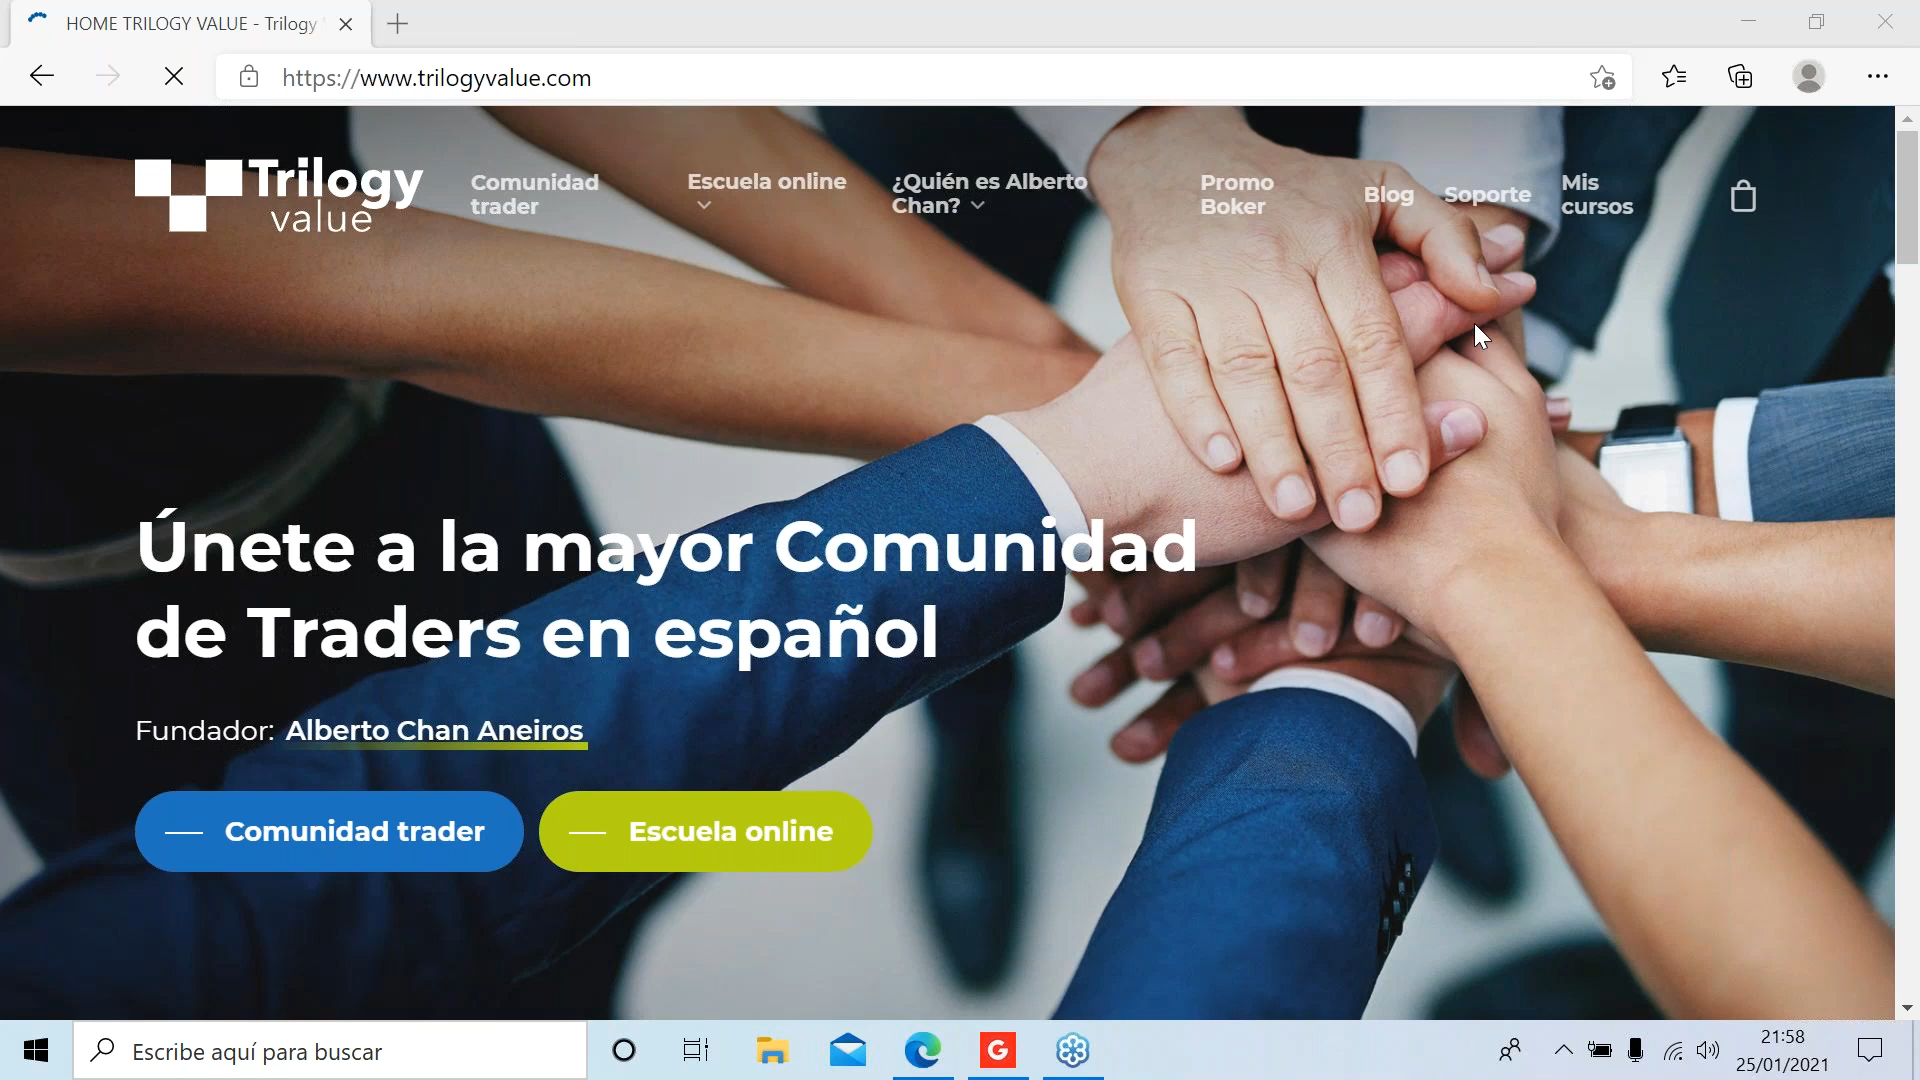 HOME TRILOGY VALUE - Trilogy
https://www.trilogyvalue.com
Trilogy
value
Comunidad
trader
Escuela online
¿Quién es Alberto
Chan?
Promo
Boker
Blog
Soporte
Mis
cursos
Únete a la mayor Comunidad
de Traders en español
Fundador: Alberto Chan Aneiros
Comunidad trader
Escuela online
Escribe aquí para buscar
G
21:58
25/01/2021